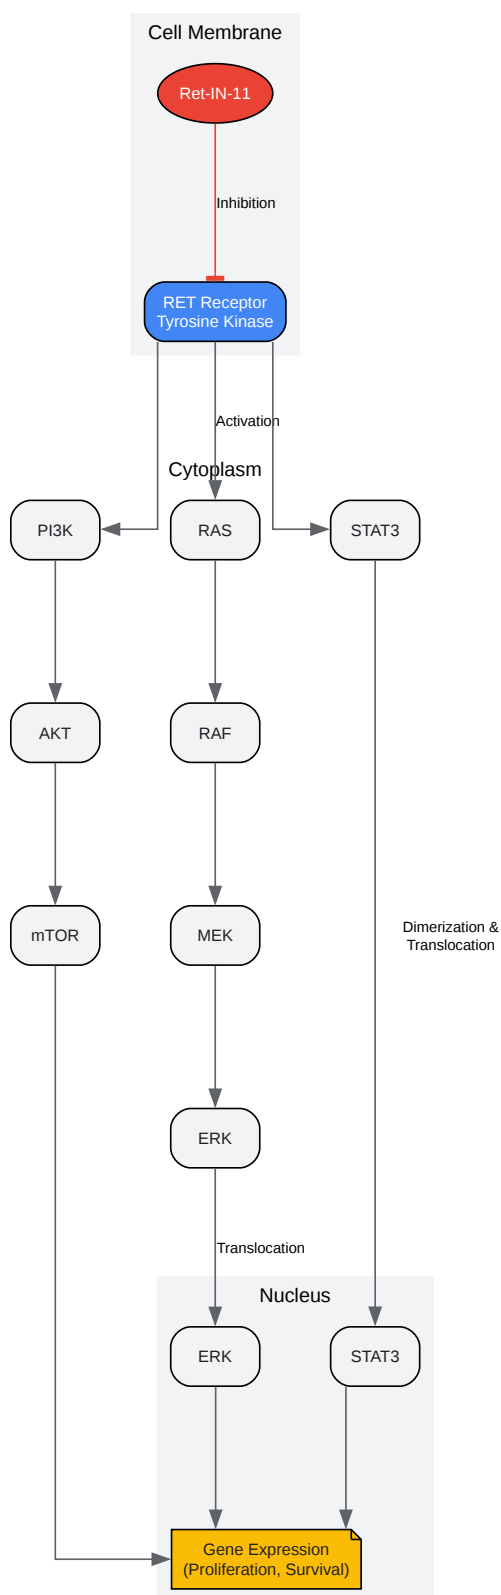 Cell Membrane
Ret-IN-11
Inhibition
RET Receptor
Tyrosine Kinase
Activation
Cytoplasm
PI3K
RAS
STAT3
AKT
RAF
mTOR
MEK
Dimerization &
Translocation
ERK
Translocation
Nucleus
ERK
STAT3
Gene Expression
(Proliferation, Survival)